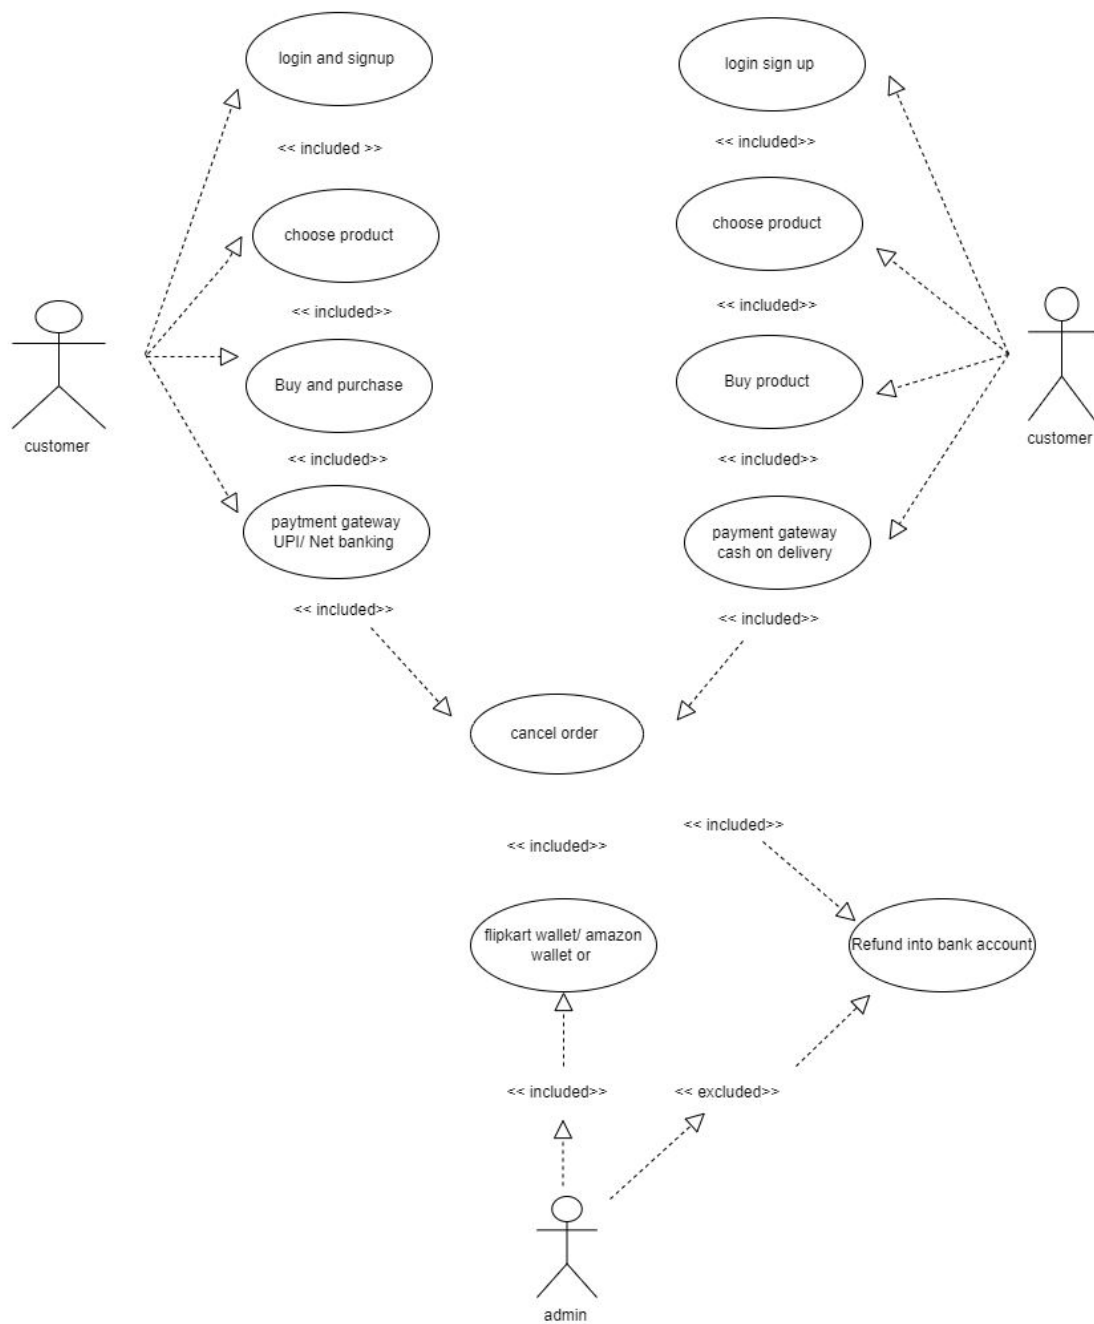 login and signup
login sign up
<< included >>
<< included>>
choose product
choose product
<< included>>
<< included>>
Buy and purchase
Buy product
customer
customer
<< included>>
<< included>>
paytment gateway
UPI/ Net banking
payment gateway
cash on delivery
<< included>>
<< included>>
cancel order
<< included>>
<< included>>
flipkart wallet/ amazon
wallet or
Refund into bank account
<< included>>
<< excluded>>
admin